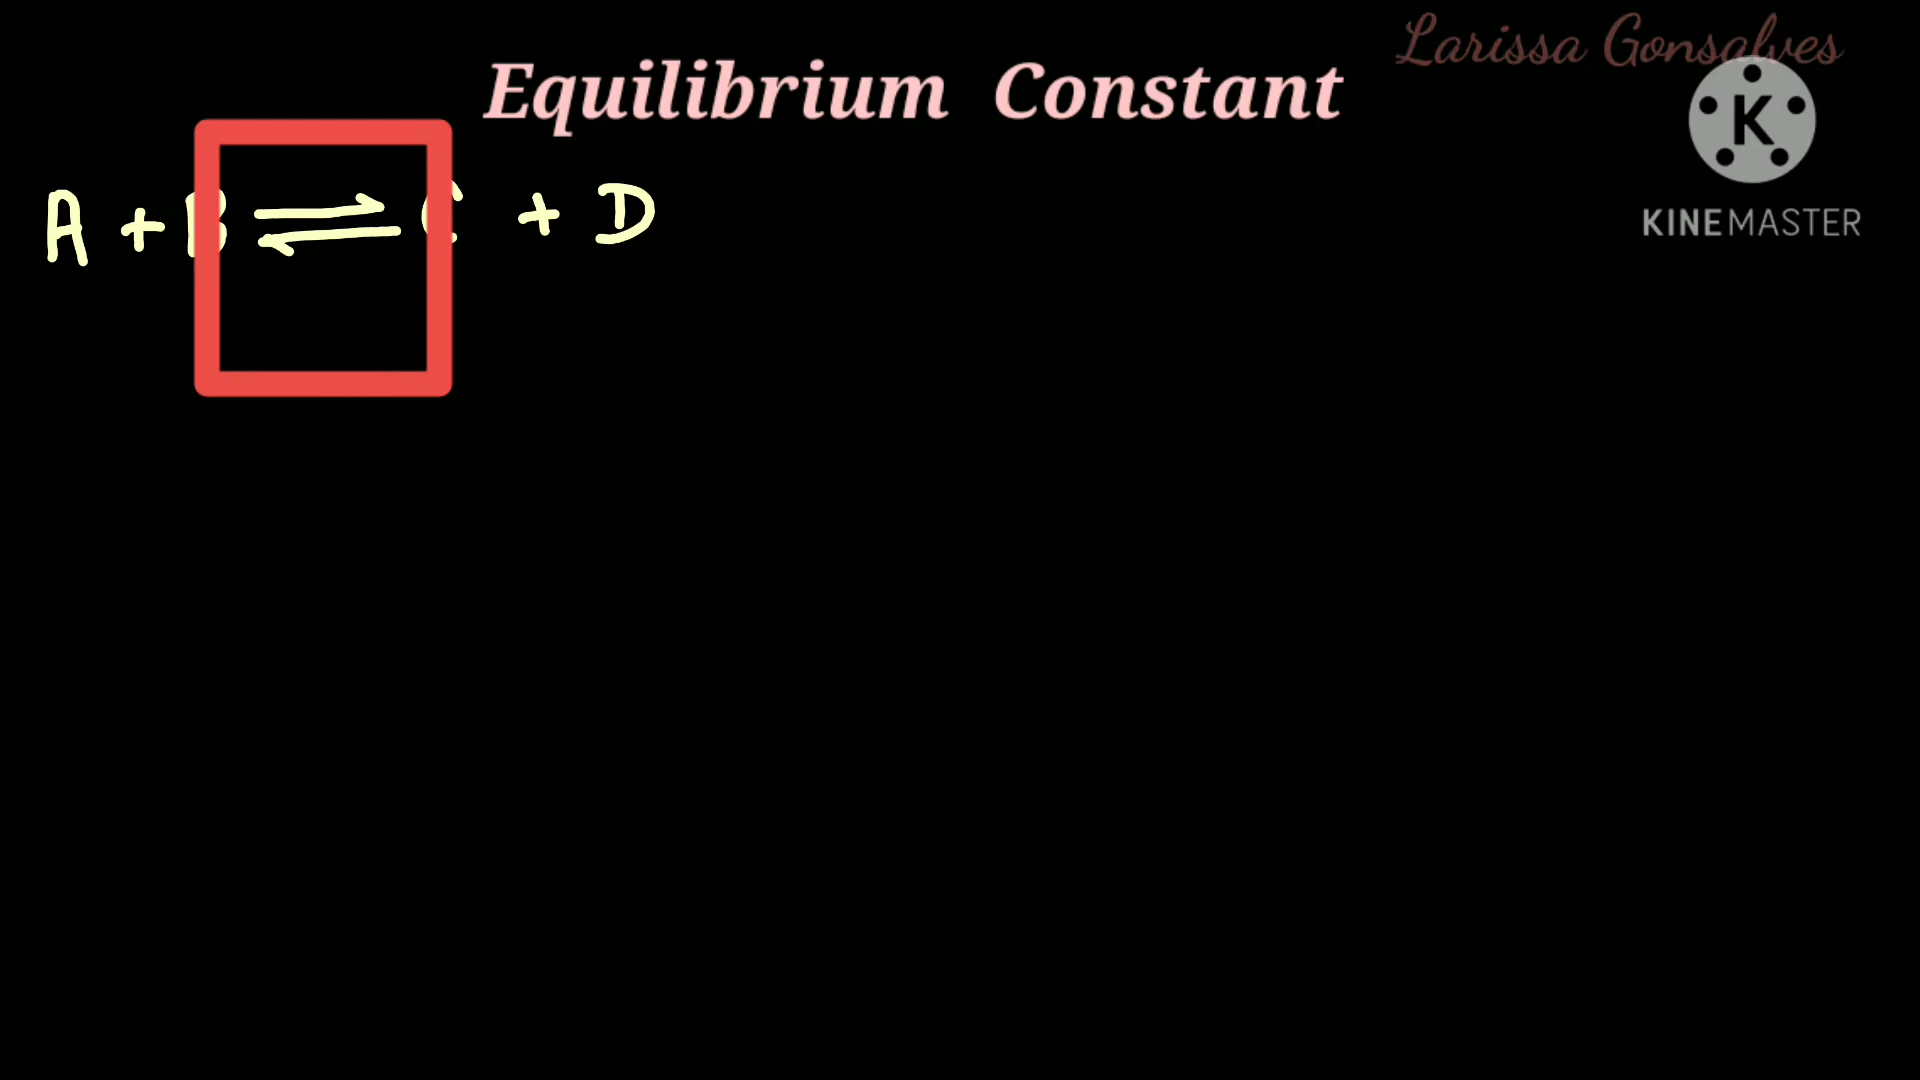 Larissa Gonsalves
Equilibrium Constant
K
KINEMASTER
A + B ⇌ C + D